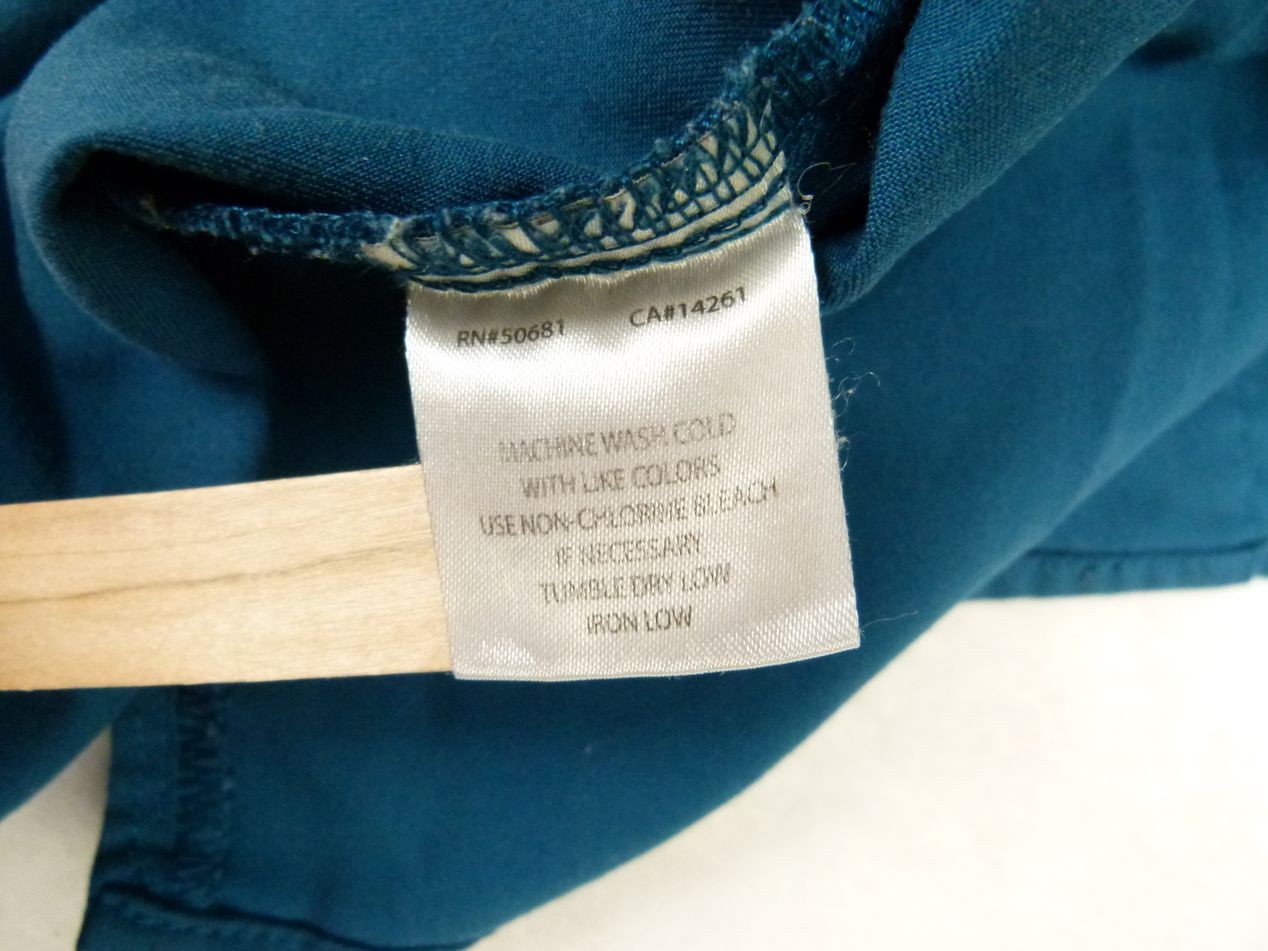 RN#50681 CA#14261
MACHINE WASH COLD
WITH LIKE COLORS
USE NON-CHLORINE BLEACH
IF NECESSARY
TUMBLE DRY LOW
IRON LOW